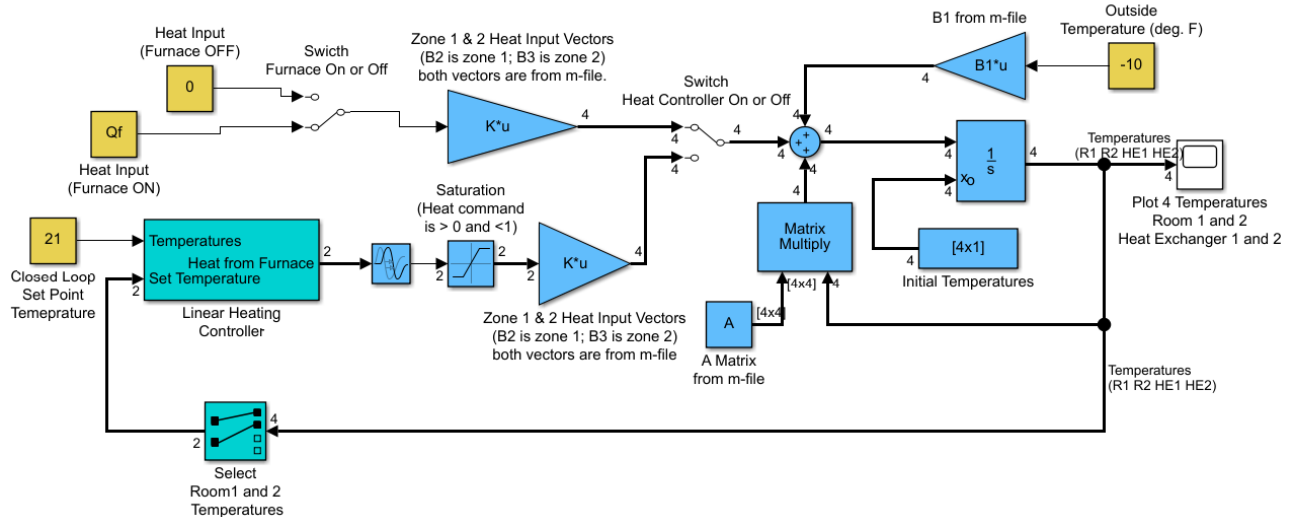 Heat Input
(Furnace OFF)
0
Swicth
Furnace On or Off
Qf
Heat Input
(Furnace ON)
Zone 1 & 2 Heat Input Vectors
(B2 is zone 1; B3 is zone 2)
both vectors are from m-file.
K*u
4
4
Switch
Heat Controller On or Off
4
4
4
B1 from m-file
B1*u
4
Outside
Temperature (deg. F)
-10
4
4
4
4
4
1
s
xo
4
4
Temperatures
(R1 R2 HE1 HE2)
4
Plot 4 Temperatures
Room 1 and 2
Heat Exchanger 1 and 2
[4x1]
4
Initial Temperatures
Matrix
Multiply
4
[4x4]
4
A
[4x4]
A Matrix
from m-file
21
Closed Loop
Set Point
Temeprature
Temperatures
Heat from Furnace
Set Temperature
2
2
Linear Heating
Controller
Saturation
(Heat command
is > 0 and <1)
2
2
2
K*u
4
Zone 1 & 2 Heat Input Vectors
(B2 is zone 1; B3 is zone 2)
both vectors are from m-file
Temperatures
(R1 R2 HE1 HE2)
4
2
Select
Room1 and 2
Temperatures